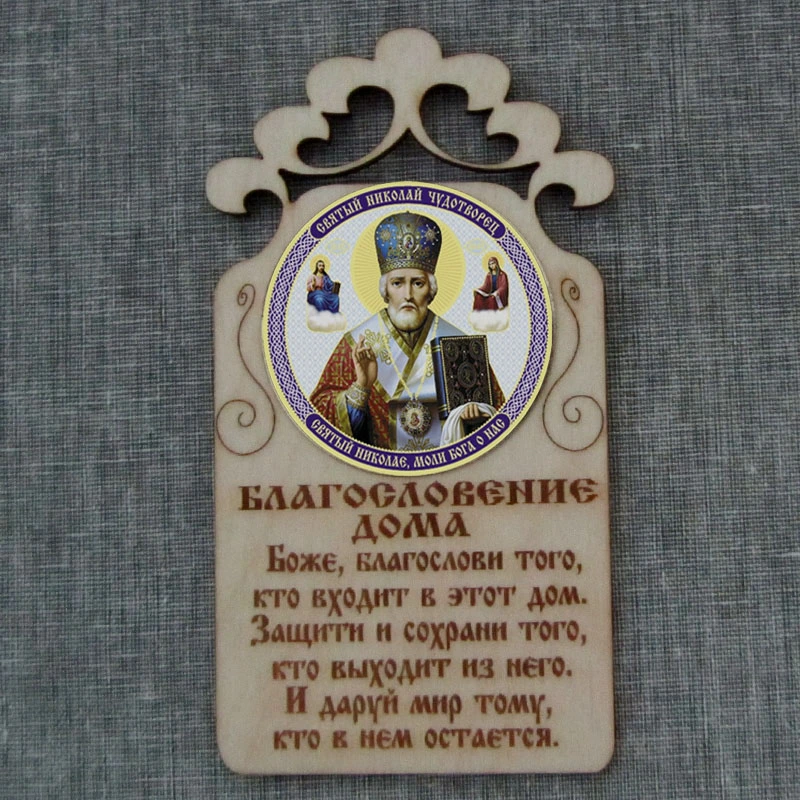 СВЯТЫЙ НИКОЛАЙ ЧУДОТВОРЕЦ
СВЯТЫЙ НИКОЛАЕ, МОЛИ БОГА О НАС
БЛАГОСЛОВЕНИЕ
ДОМА
Боже, благослови того,
кто входит в этот дом.
Защити и сохрани того,
кто выходит из него.
И даруй мир тому,
кто в нем остается.